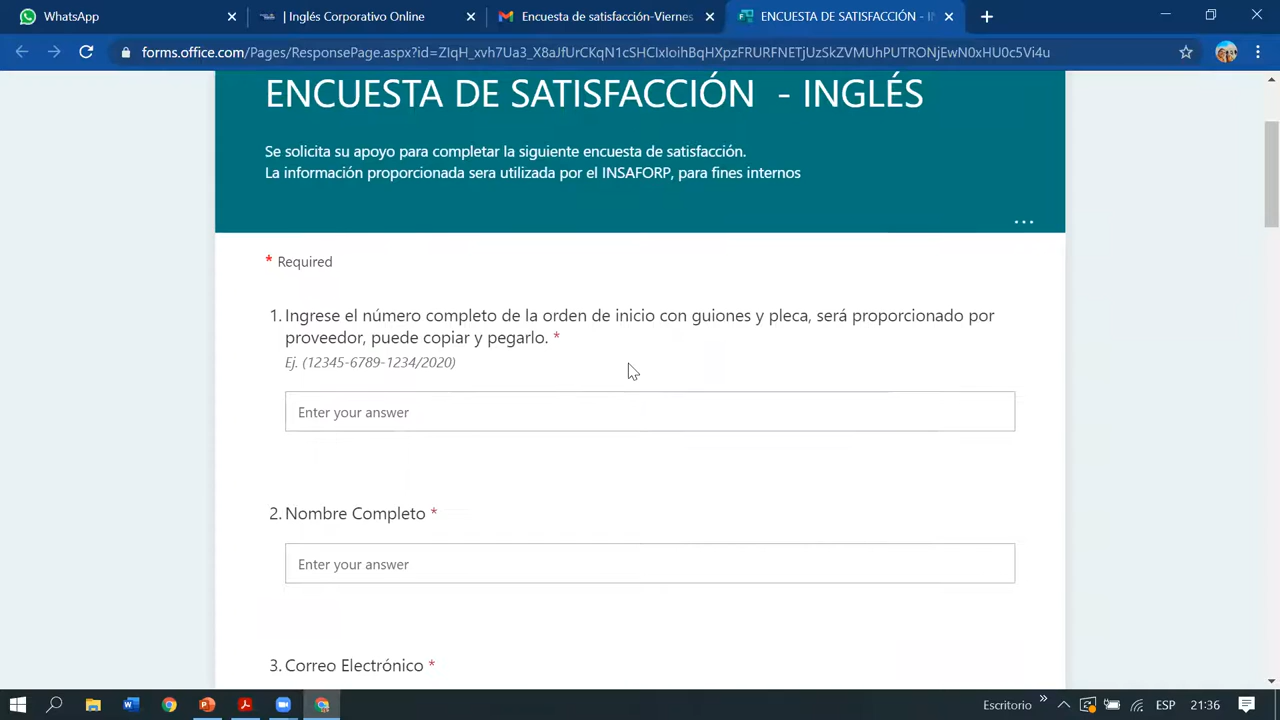 WhatsApp
| Inglés Corporativo Online
Encuesta de satisfacción-Viernes
ENCUESTA DE SATISFACCIÓN - IN
forms.office.com/Pages/ResponsePage.aspx?id=ZIqH_xvh7Ua3_X8aJfUrCKqN1cSHCIxIoihBqHXpzFRURFNETjUzSkZVMUhPUTRONjEwN0xHU0c5Vi4u
ENCUESTA DE SATISFACCIÓN - INGLÉS
Se solicita su apoyo para completar la siguiente encuesta de satisfacción.
La información proporcionada sera utilizada por el INSAFORP, para fines internos
...
* Required
1. Ingrese el número completo de la orden de inicio con guiones y pleca, será proporcionado por
proveedor, puede copiar y pegarlo. *
Ej. (12345-6789-1234/2020)
Enter your answer
2. Nombre Completo *
Enter your answer
3. Correo Electrónico *
Escritorio
ESP
21:36